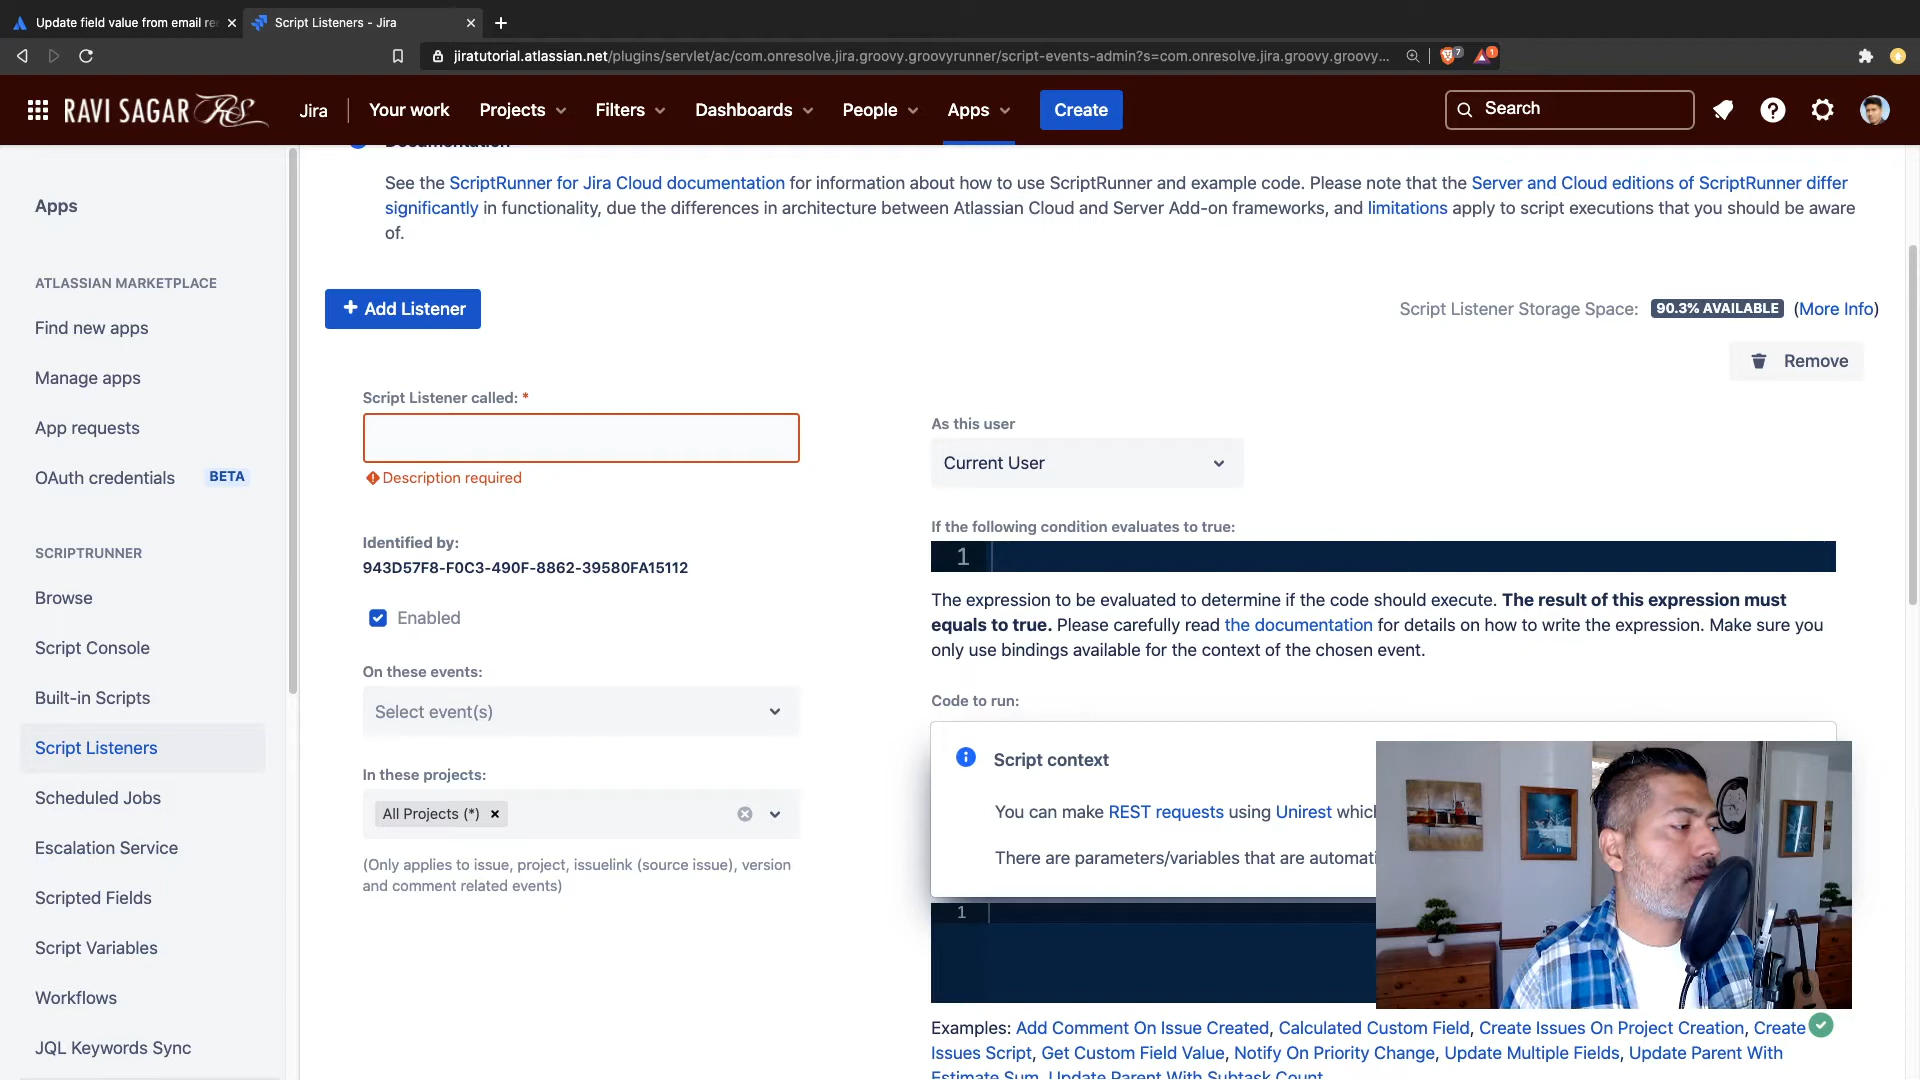 Update field value from email re
Script Listeners - Jira
jiratutorial.atlassian.net/plugins/servlet/ac/com.onresolve.jira.groovy.groovyrunner/script-events-admin?s=com.onresolve.jira.groovy.groovy...
7
1
RAVI SAGAR RS
Jira
Your work
Projects
Filters
Dashboards
People
Apps
Create
Search
Apps
ATLASSIAN MARKETPLACE
Find new apps
Manage apps
App requests
OAuth credentials BETA
SCRIPTRUNNER
Browse
Script Console
Built-in Scripts
Script Listeners
Scheduled Jobs
Escalation Service
Scripted Fields
Script Variables
Workflows
JQL Keywords Sync
Documentation
See the ScriptRunner for Jira Cloud documentation for information about how to use ScriptRunner and example code. Please note that the Server and Cloud editions of ScriptRunner differ
significantly in functionality, due the differences in architecture between Atlassian Cloud and Server Add-on frameworks, and limitations apply to script executions that you should be aware
of.
+ Add Listener
Script Listener Storage Space: 90.3% AVAILABLE (More Info)
Remove
Script Listener called: *
Description required
Identified by:
943D57F8-F0C3-490F-8862-39580FA15112
Enabled
On these events:
Select event(s)
In these projects:
All Projects (*)
(Only applies to issue, project, issuelink (source issue), version
and comment related events)
As this user
Current User
If the following condition evaluates to true:
1
The expression to be evaluated to determine if the code should execute. The result of this expression must
equals to true. Please carefully read the documentation for details on how to write the expression. Make sure you
only use bindings available for the context of the chosen event.
Code to run:
Script context
You can make REST requests using Unirest which
There are parameters/variables that are automati
1
Examples: Add Comment On Issue Created, Calculated Custom Field, Create Issues On Project Creation, Create
Issues Script, Get Custom Field Value, Notify On Priority Change, Update Multiple Fields, Update Parent With
Estimate Sum, Update Parent With Subtask Count